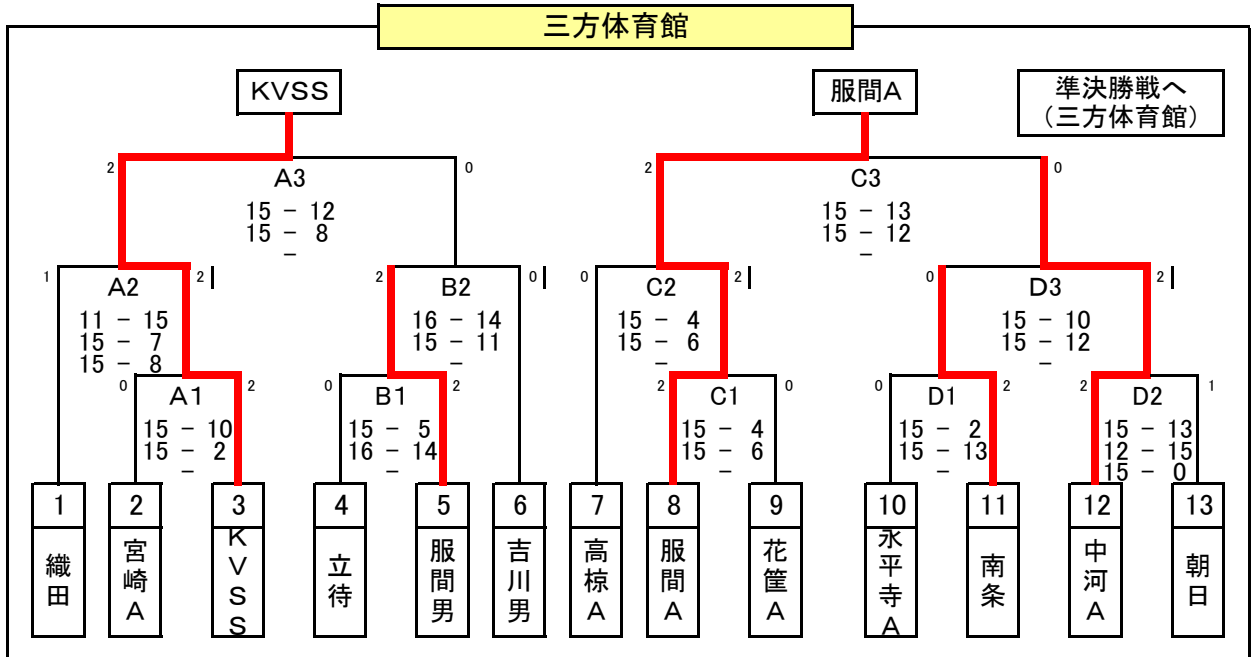 三方体育館
KVSS
服間A
準決勝戦へ
（三方体育館）
2 0 2 0
A3 C3
15 － 12 15 － 13
15 － 8 15 － 12
－ －
1 2 2 0 0 2 0 2
A2 B2 C2 D3
11 － 15 16 － 14 15 － 4 15 － 10
15 － 7 15 － 11 15 － 6 15 － 12
15 － 8 － － －
0 2 0 2 2 0 0 2 2 1
A1 B1 C1 D1 D2
15 － 10 15 － 5 15 － 4 15 － 2 15 － 13
15 － 2 16 － 14 15 － 6 15 － 13 12 － 15
－ － － － 15 － 0
1 2 3 4 5 6 7 8 9 10 11 12 13
織田
宮崎A
KVSS
立待
服間男
吉川男
高椋A
服間A
花筐A
永平寺A
南条
中河A
朝日